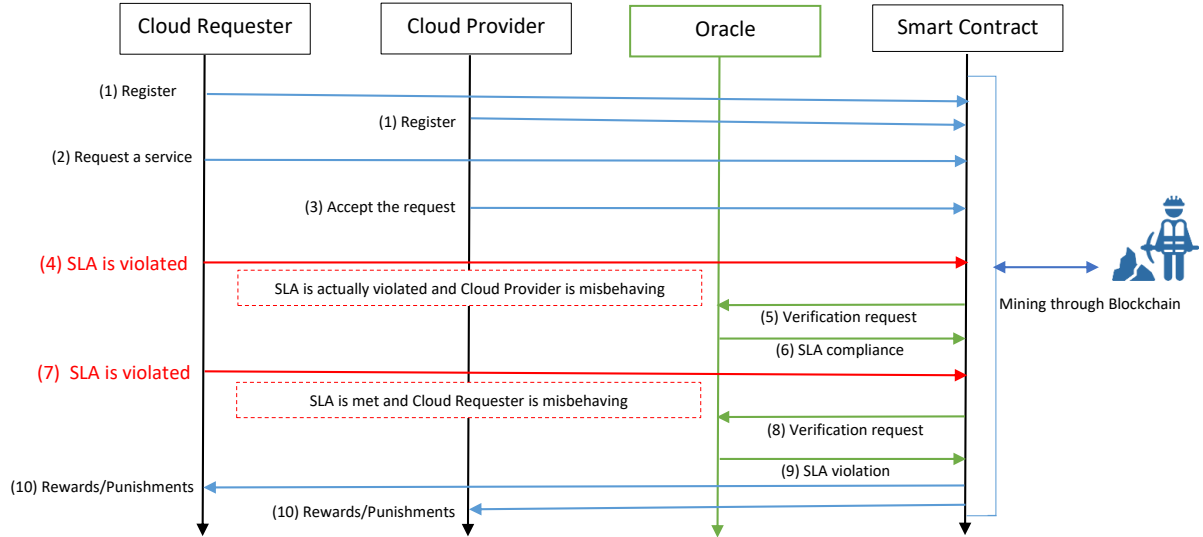 Cloud Requester
Cloud Provider
Oracle
Smart Contract
(1) Register
(1) Register
(2) Request a service
(3) Accept the request
(4) SLA is violated
SLA is actually violated and Cloud Provider is misbehaving
(5) Verification request
Mining through Blockchain
(6) SLA compliance
(7) SLA is violated
SLA is met and Cloud Requester is misbehaving
(8) Verification request
(9) SLA violation
(10) Rewards/Punishments
(10) Rewards/Punishments